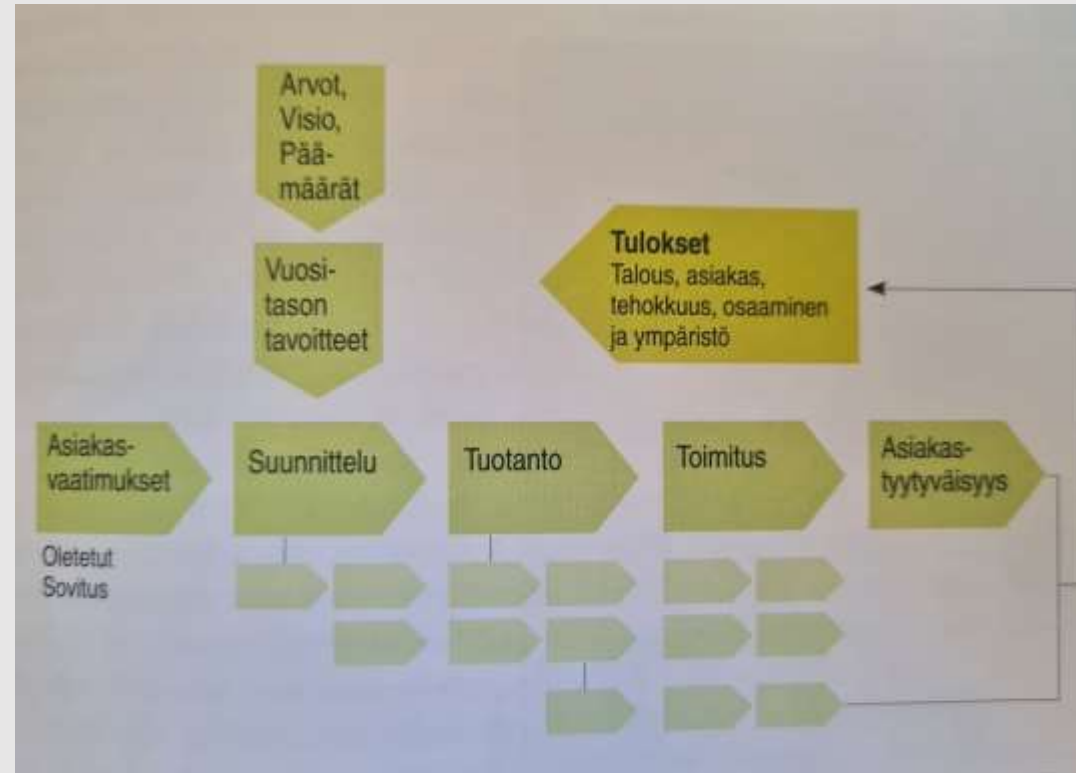 Arvot,
Visio,
Pää-
määrät
Vuosi-
tason
tavoitteet
Tulokset
Talous, asiakas,
tehokkuus, osaaminen
ja ympäristö
Asiakas-
vaatimukset
Suunnittelu
Tuotanto
Toimitus
Asiakas-
tyytyväisyys
Oletetut
Sovitus